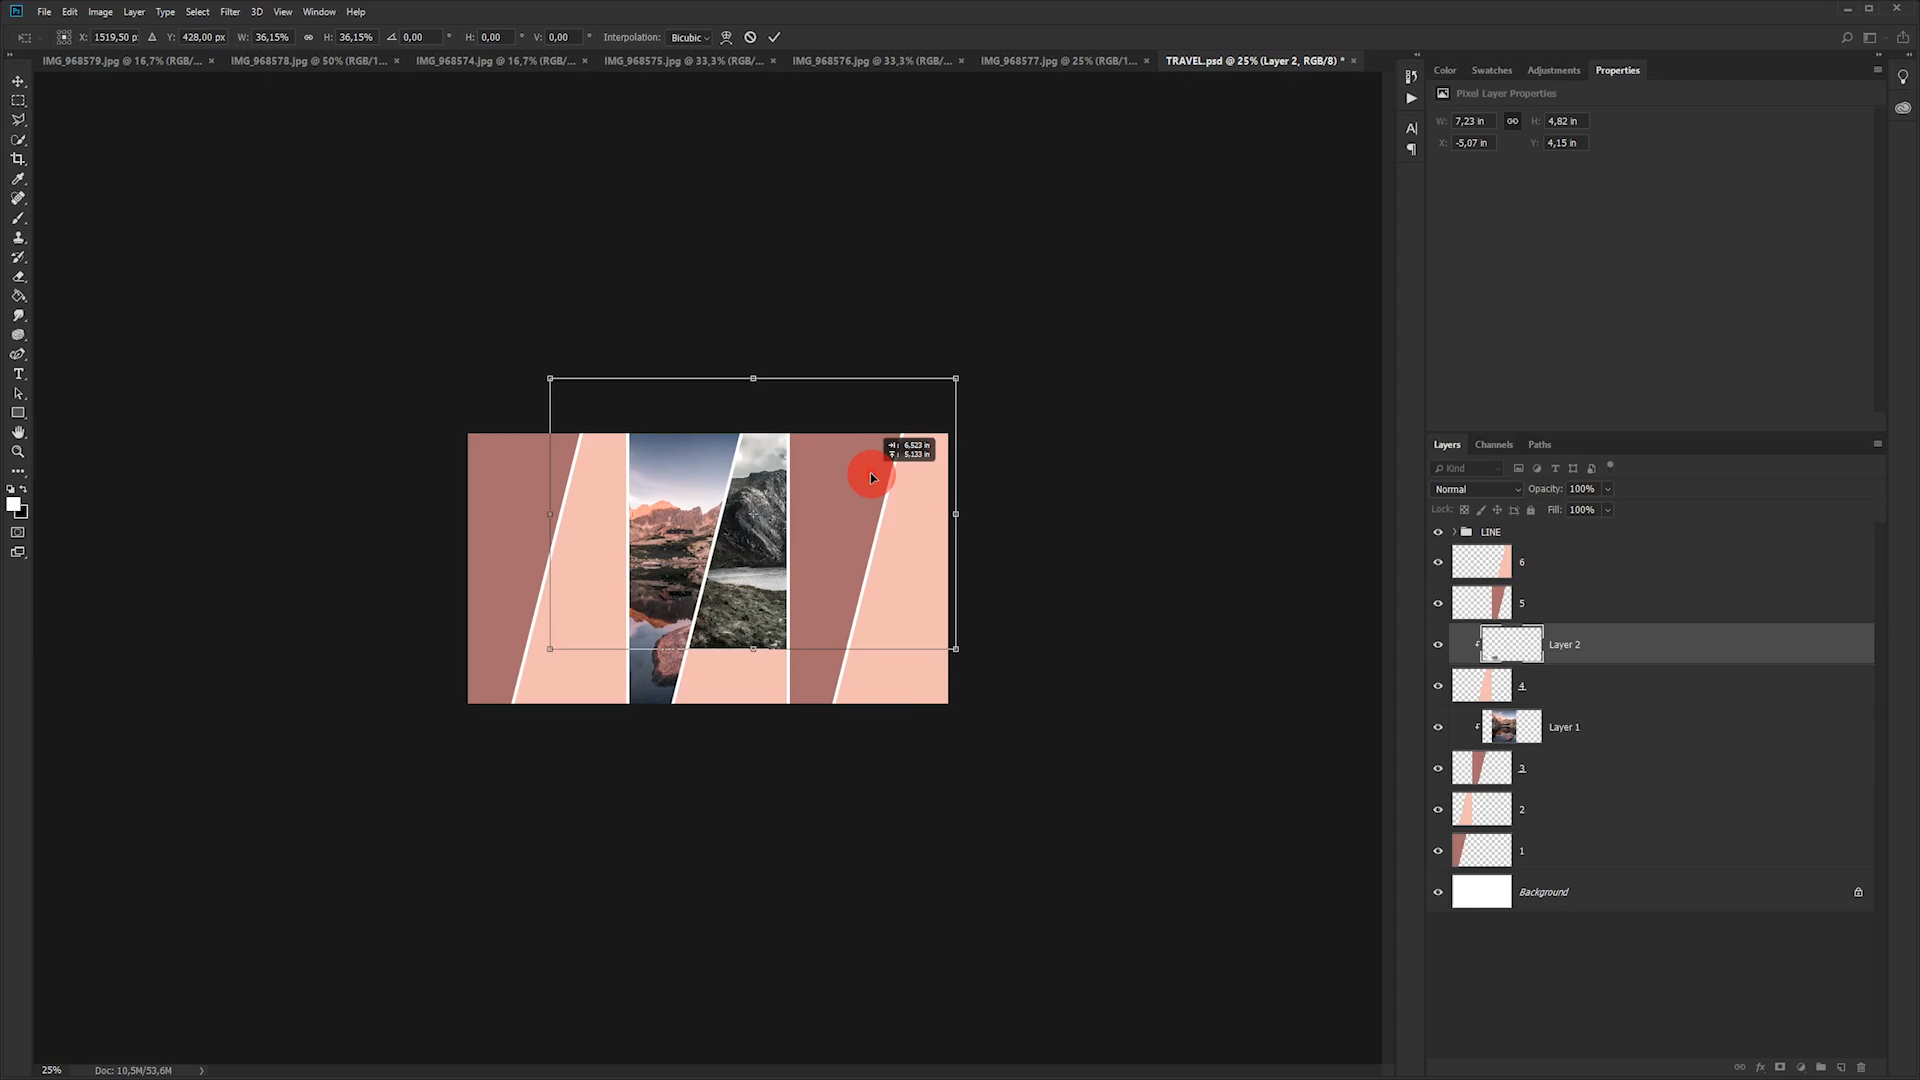 Ps File Edit Image Layer Type Select Filter 3D View Window Help
X: 1519,50 p Y: 428,00 px W: 36,15% H: 36,15% 0,00 ° H: 0,00 ° V: 0,00 ° Interpolation: Bicubic
IMG_968579.jpg @ 16,7% (RGB/... × IMG_968578.jpg @ 50% (RGB/1... × IMG_968574.jpg @ 16,7% (RGB/... × IMG_968575.jpg @ 33,3% (RGB/... × IMG_968576.jpg @ 33,3% (RGB/... × IMG_968577.jpg @ 25% (RGB/1... × TRAVEL.psd @ 25% (Layer 2, RGB/8) * ×
Color Swatches Adjustments Properties
Pixel Layer Properties
W: 7,23 in H: 4,82 in
X: -5,07 in Y: 4,15 in
6.523 in
5.133 in
Layers Channels Paths
Kind
Normal Opacity: 100%
Lock: Fill: 100%
LINE
6
5
Layer 2
4
Layer 1
3
2
1
Background
25% Doc: 10,5M/53,6M